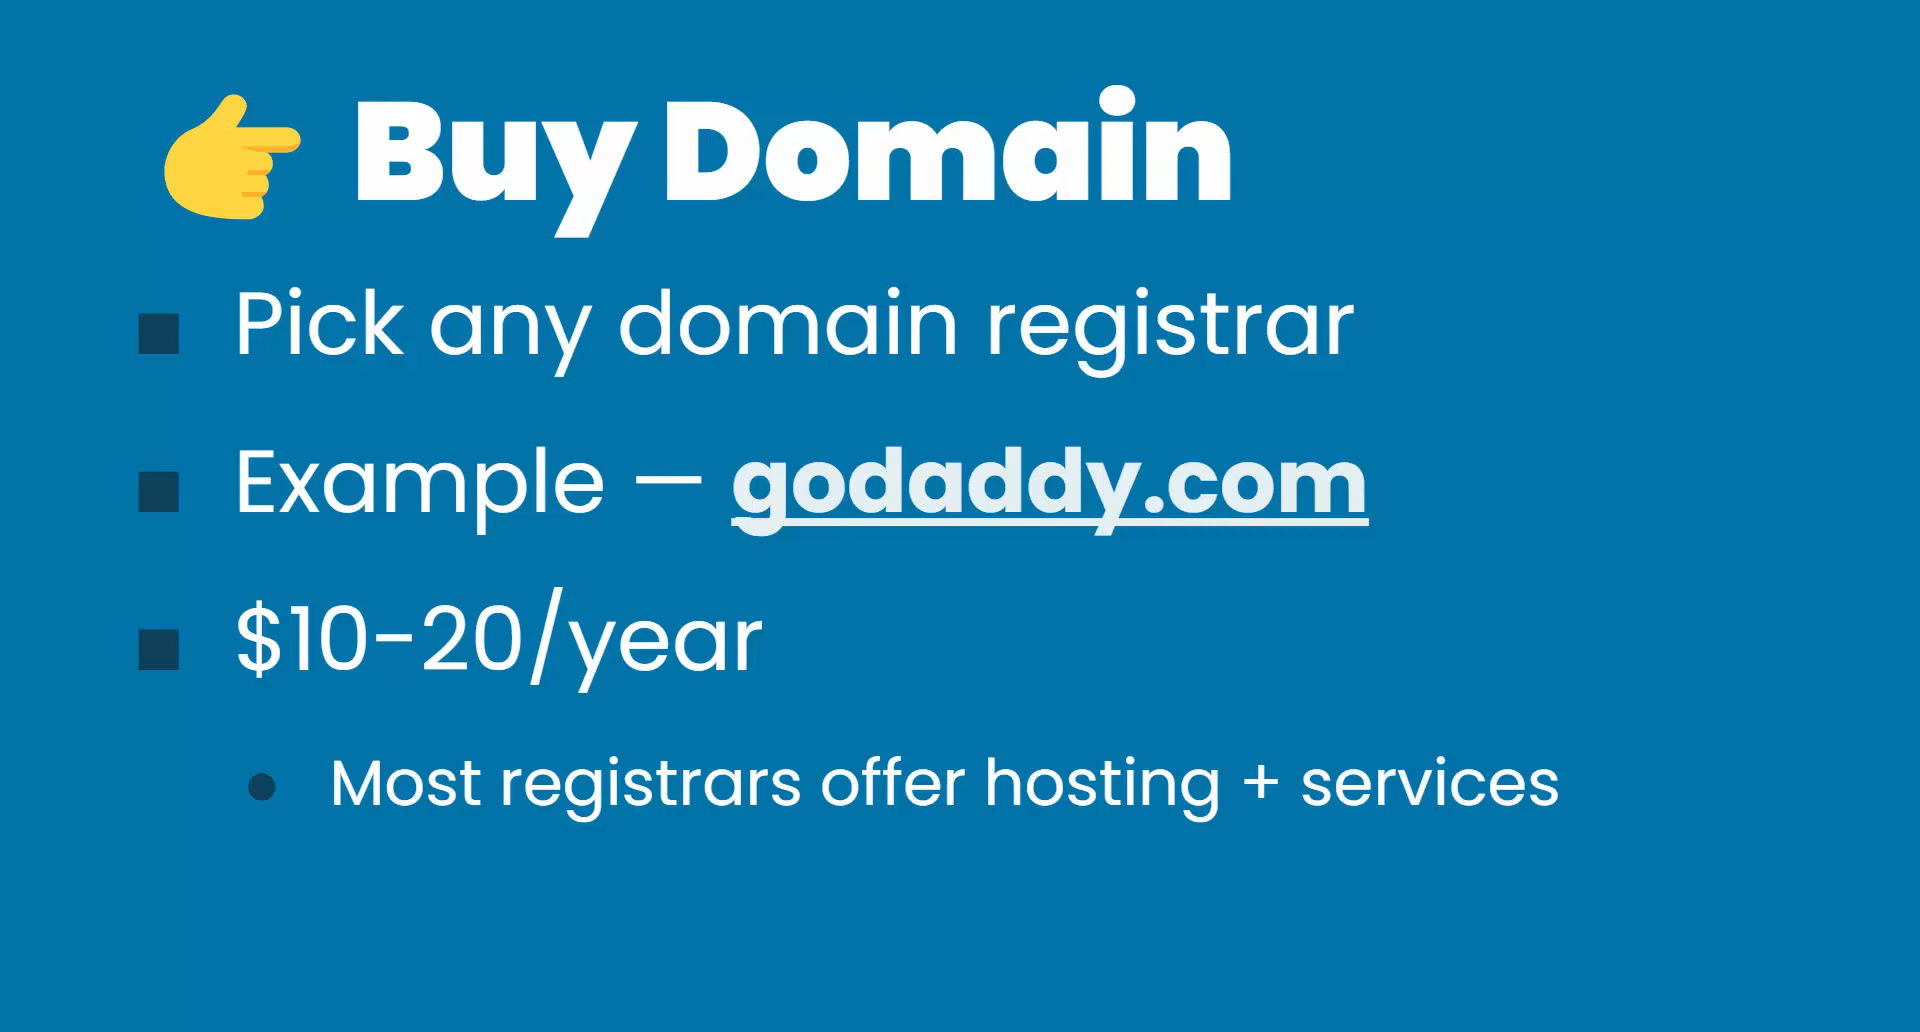 👉 Buy Domain
Pick any domain registrar
Example — godaddy.com
$10-20/year
Most registrars offer hosting + services